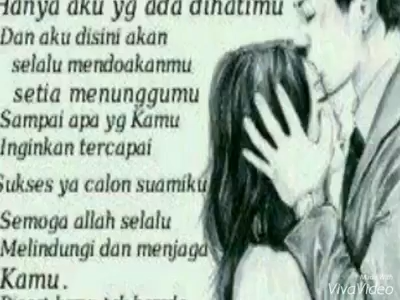 Hanya aku yg ada dihatimu
Dan aku disini akan
selalu mendoakanmu
setia menunggumu
Sampai apa yg Kamu
Inginkan tercapai
Sukses ya calon suamiku
Semoga allah selalu
Melindungi dan menjaga
Kamu.
VivaVideo